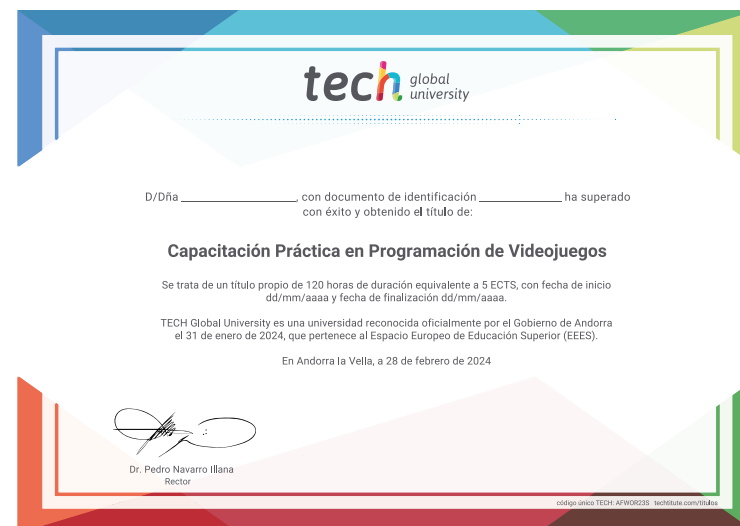 tech global university
D/Dña ____________, con documento de identificación ____________ ha superado
con éxito y obtenido el título de:
Capacitación Práctica en Programación de Videojuegos
Se trata de un título propio de 120 horas de duración equivalente a 5 ECTS, con fecha de inicio
dd/mm/aaaa y fecha de finalización dd/mm/aaaa.
TECH Global University es una universidad reconocida oficialmente por el Gobierno de Andorra
el 31 de enero de 2024, que pertenece al Espacio Europeo de Educación Superior (EEES).
En Andorra la Vella, a 28 de febrero de 2024
Dr. Pedro Navarro Illana
Rector
código único TECH: AFWOR23S techtitute.com/titulos